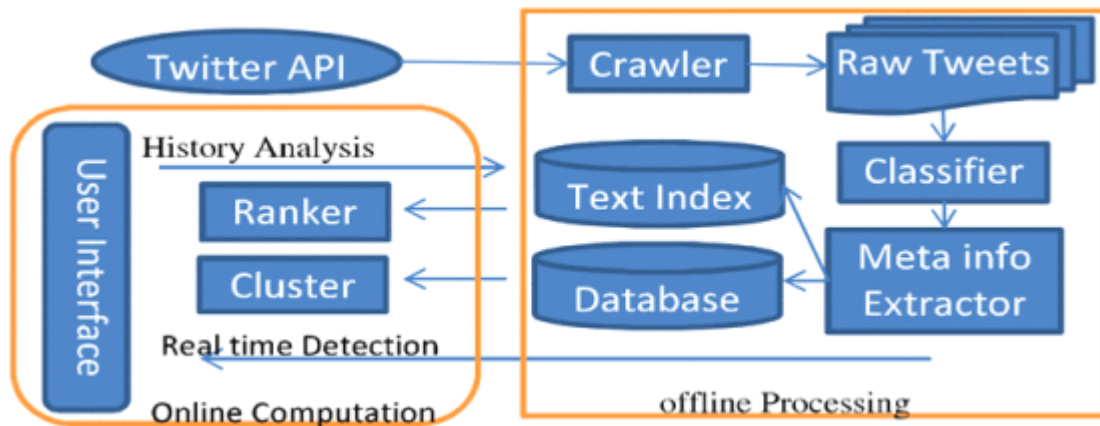 Twitter API
Crawler
Raw Tweets
User Interface
History Analysis
Ranker
Cluster
Real time Detection
Online Computation
Text Index
Database
Classifier
Meta info
Extractor
offline Processing